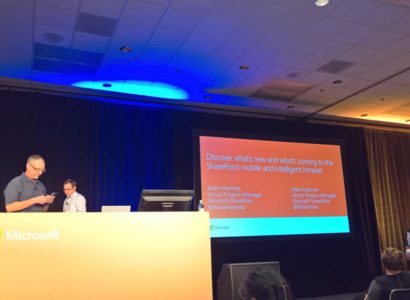 Discover what's new and what's coming to the
SharePoint mobile and intelligent intranet
Adam Harmetz
Group Program Manager,
Microsoft SharePoint
@AdamHarmetz
Mark Kashman
Senior Product Manager
Microsoft SharePoint
@MKashman
Microsoft